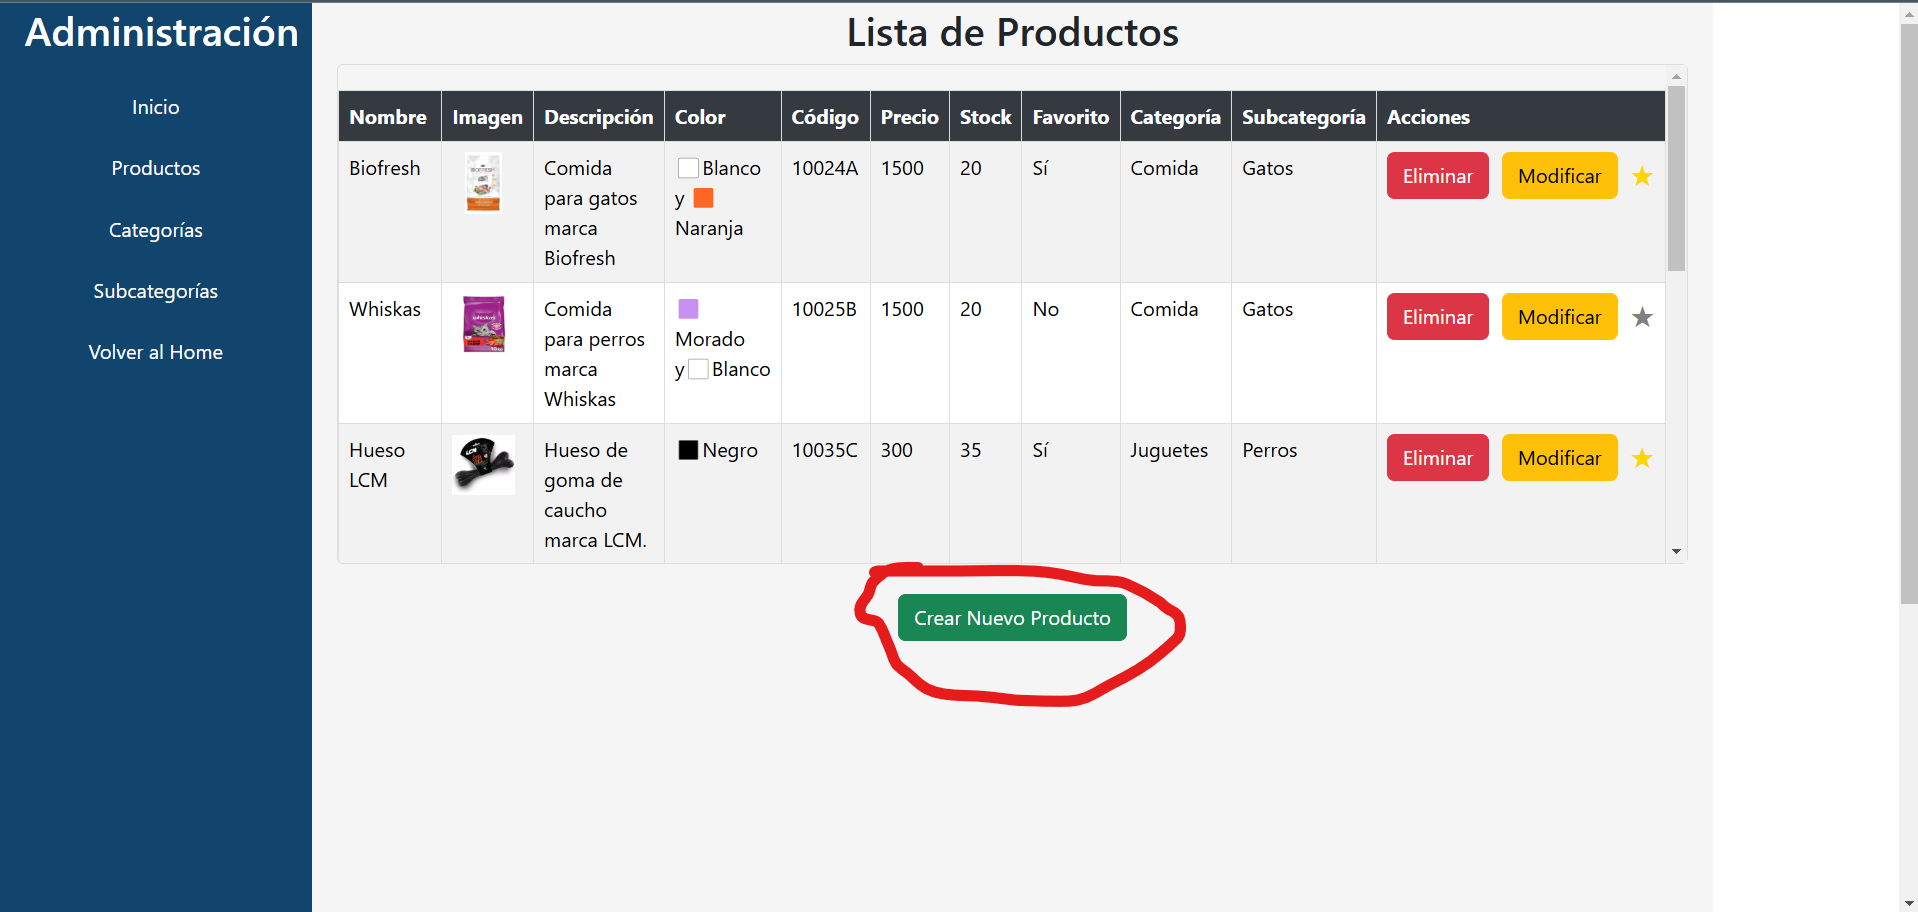 Administración
Inicio
Productos
Categorías
Subcategorías
Volver al Home
Lista de Productos
Nombre Imagen Descripción Color Código Precio Stock Favorito Categoría Subcategoría Acciones
Biofresh BIOFRESH Comida para gatos marca Biofresh Blanco y Naranja 10024A 1500 20 Sí Comida Gatos Eliminar Modificar
Whiskas whiskas Comida para perros marca Whiskas Morado y Blanco 10025B 1500 20 No Comida Gatos Eliminar Modificar
Hueso LCM LCM Hueso de goma de caucho marca LCM. Negro 10035C 300 35 Sí Juguetes Perros Eliminar Modificar
Crear Nuevo Producto